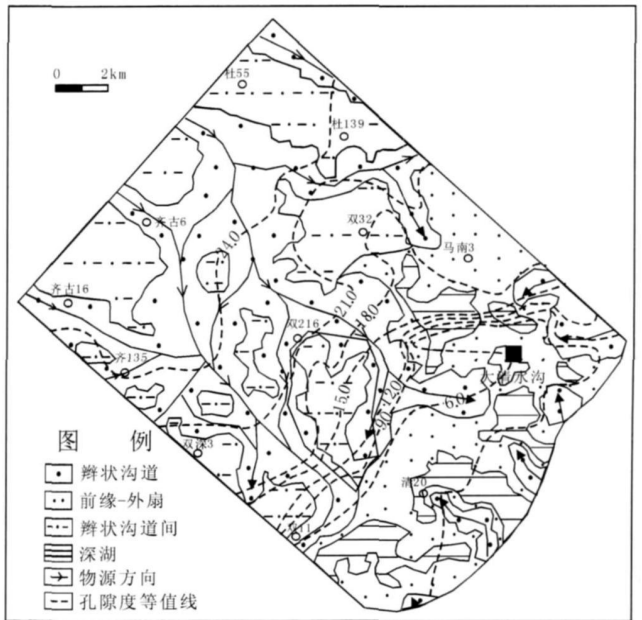 0 2km
杜55
杜139
齐古6
双32
马南3
24.0
齐古16
21.0
18.0
双216
齐135
15.0
12.0
9.0
6.0
双深3
清20
图 例
辫状沟道
前缘-外扇
辫状沟道间
深湖
物源方向
孔隙度等值线